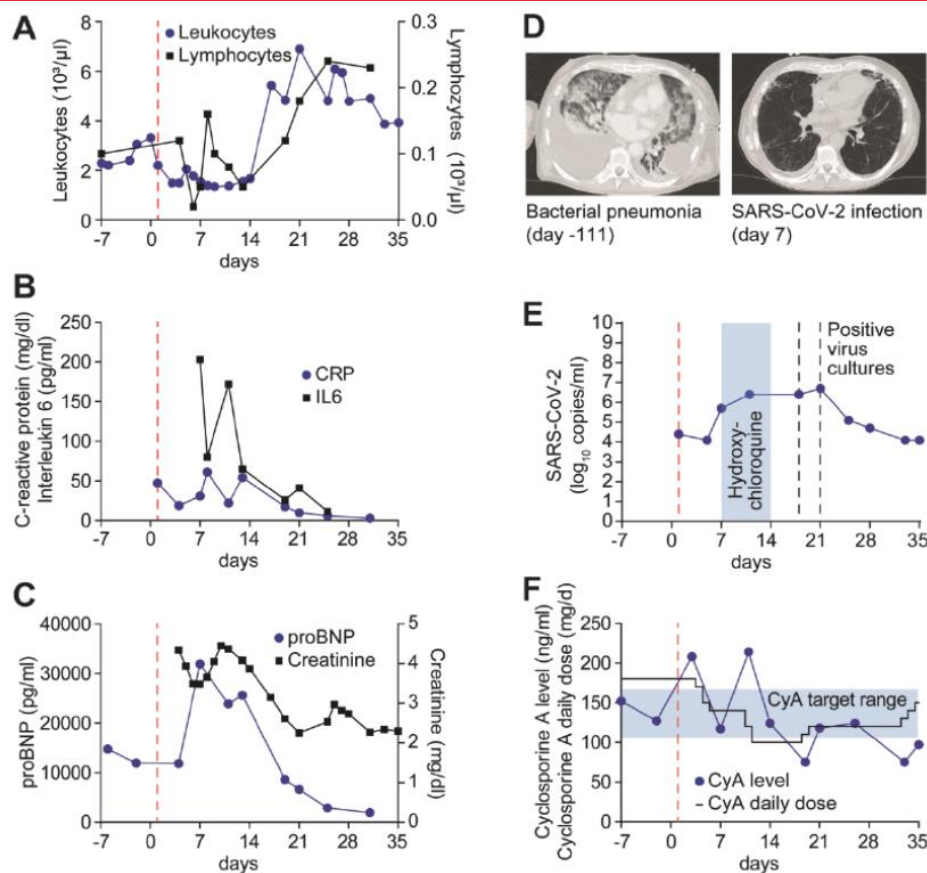 A
Leukocytes
Lymphocytes
Leukocytes (10³/µl)
Lymphozytes (10³/µl)
8
6
4
2
0
0.3
0.2
0.1
0.0
-7 0 7 14 21 28 35
days
B
C-reactive protein (mg/dl)
Interleukin 6 (pg/ml)
250
200
150
100
50
0
CRP
IL6
-7 0 7 14 21 28 35
days
C
proBNP (pg/ml)
Creatinine (mg/dl)
40000
30000
20000
10000
0
5
4
3
2
1
0
proBNP
Creatinine
-7 0 7 14 21 28 35
days
D
Bacterial pneumonia
(day -111)
SARS-CoV-2 infection
(day 7)
E
SARS-CoV-2
(log₁₀ copies/ml)
10
9
8
7
6
5
4
3
2
1
0
Hydroxy-
chloroquine
Positive
virus
cultures
-7 0 7 14 21 28 35
days
F
Cyclosporine A level (ng/ml)
Cyclosporine A daily dose (mg/d)
250
200
150
100
50
0
CyA target range
CyA level
CyA daily dose
-7 0 7 14 21 28 35
days